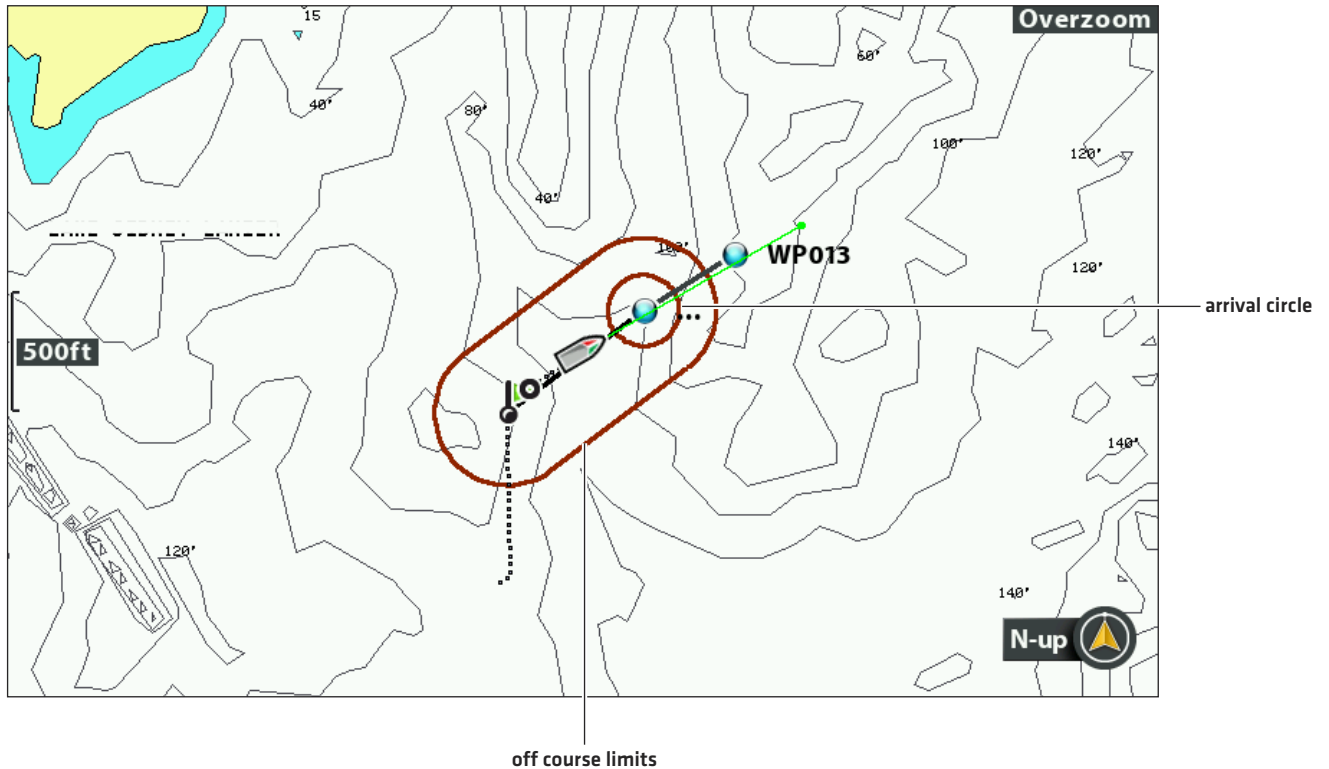 15
Overzoom
60'
40'
80'
100'
120'
40'
WP013
120'
arrival circle
...
500ft
140'
120'
140'
N-up
off course limits